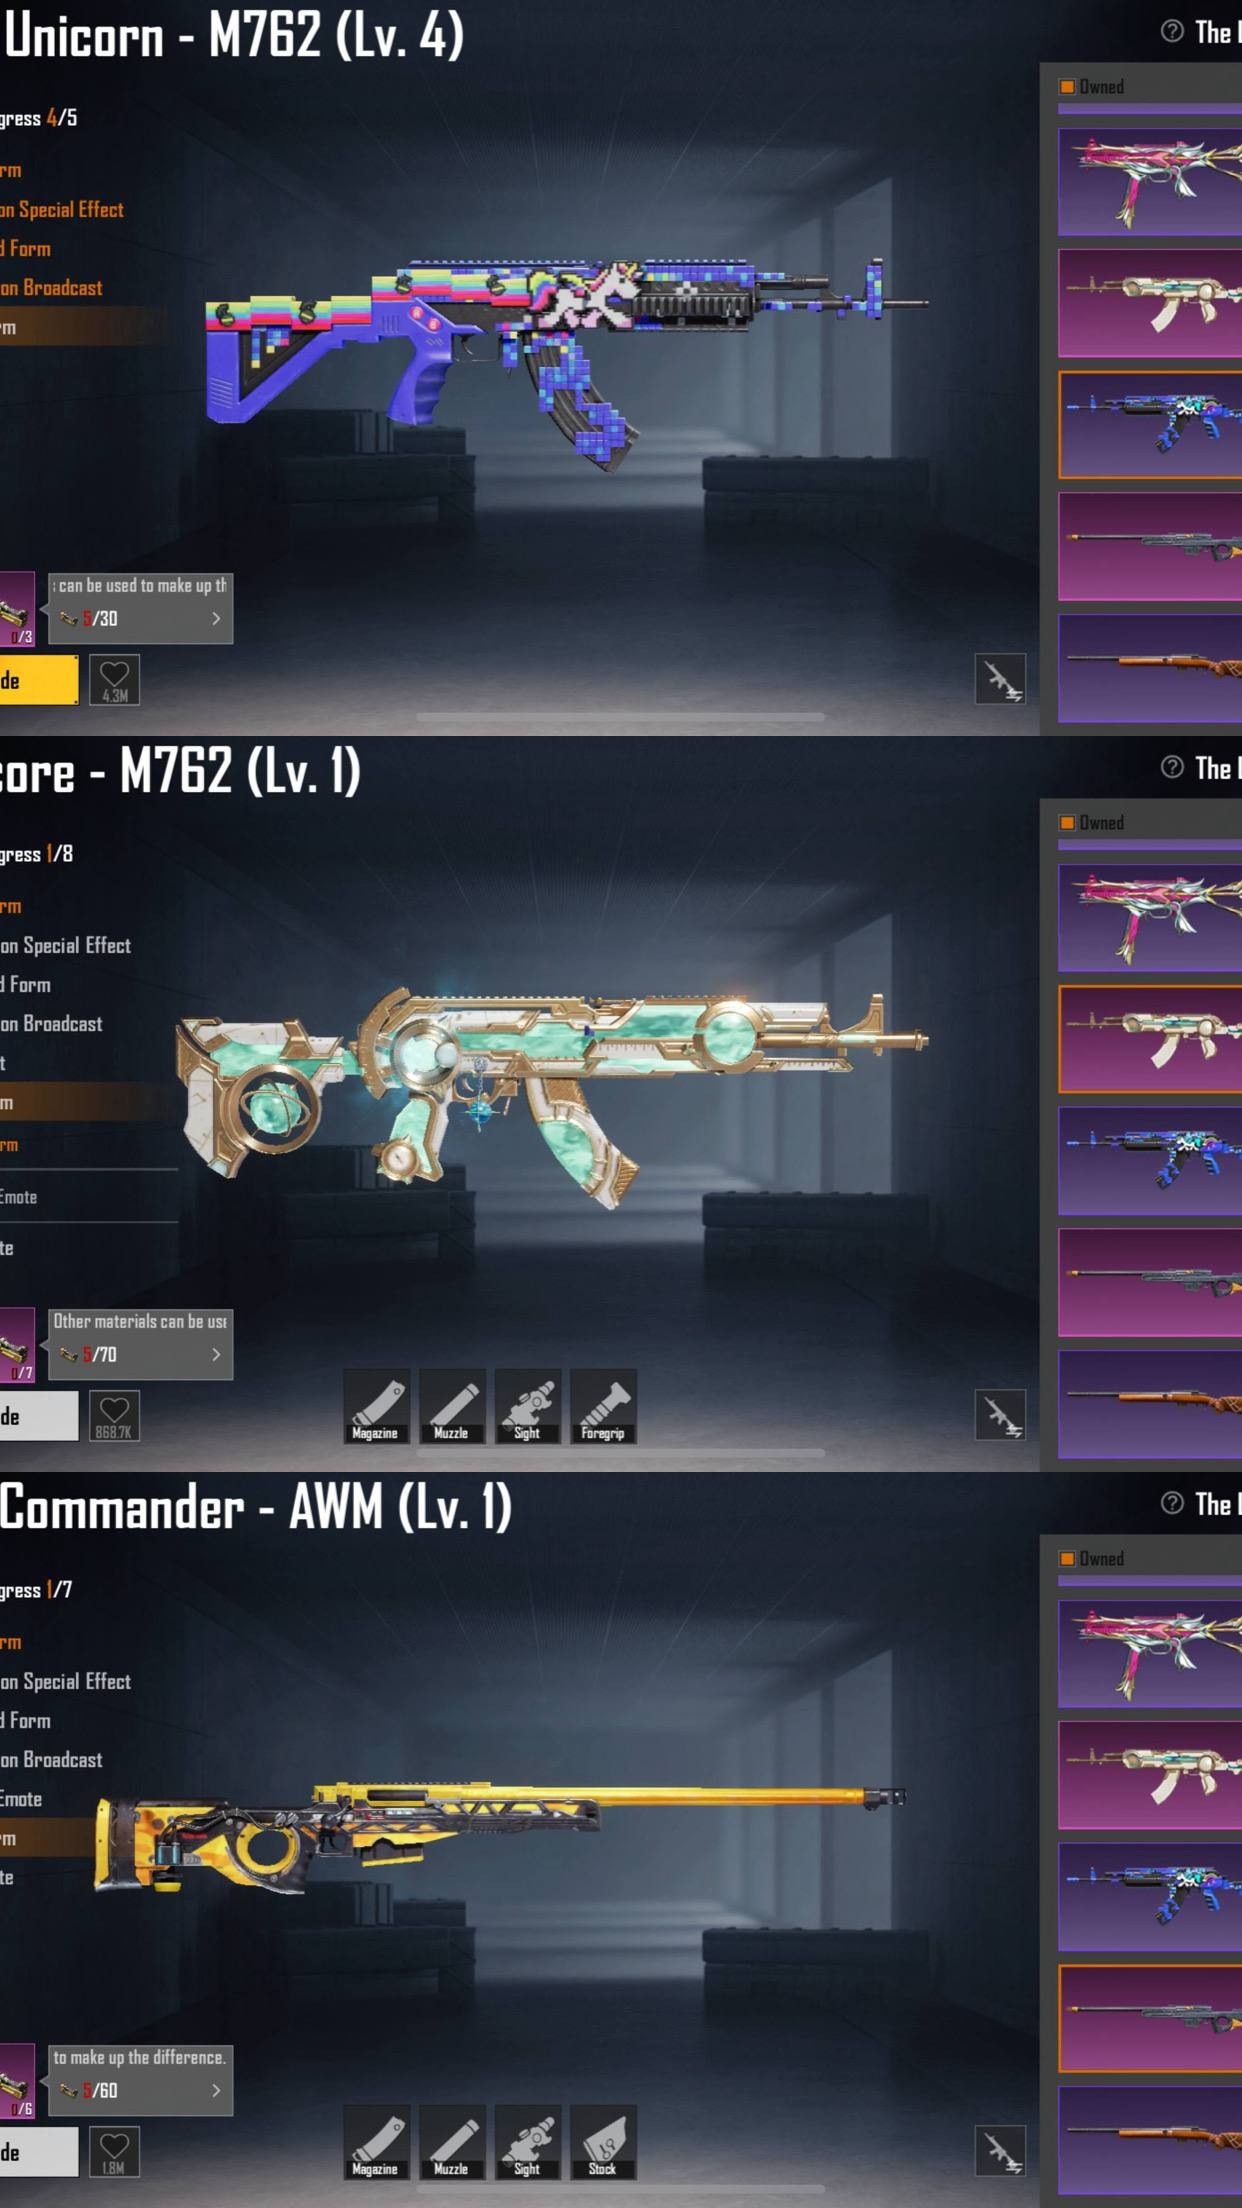 Unicorn - M762 (Lv. 4)
The
Owned
gress 4/5
rm
on Special Effect
d Form
on Broadcast
rm
can be used to make up th
5/30
0/3
de
4.3M
core - M762 (Lv. 1)
The
Owned
gress 1/8
rm
on Special Effect
d Form
on Broadcast
t
m
rm
Emote
te
Other materials can be use
5/70
0/7
de
868.7K
Magazine
Muzzle
Sight
Foregrip
Commander - AWM (Lv. 1)
The
Owned
gress 1/7
rm
on Special Effect
d Form
on Broadcast
Emote
rm
te
to make up the difference.
5/60
0/6
de
1.8M
Magazine
Muzzle
Sight
Stock